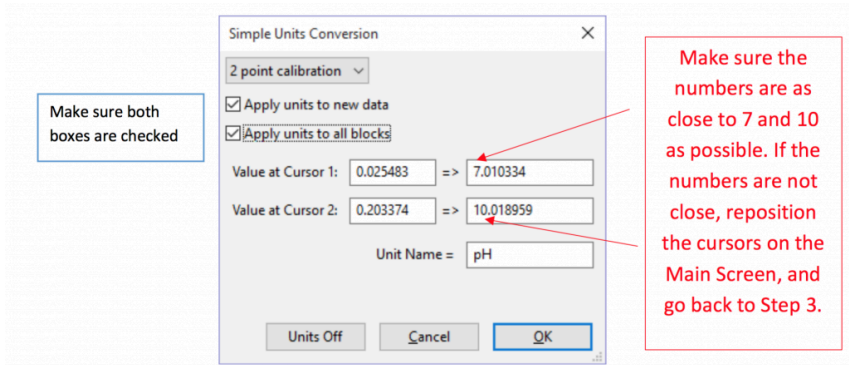 Simple Units Conversion
2 point calibration
Apply units to new data
Apply units to all blocks
Value at Cursor 1: 0.025483 => 7.010334
Value at Cursor 2: 0.203374 => 10.018959
Unit Name = pH
Units Off Cancel OK
Make sure both
boxes are checked
Make sure the
numbers are as
close to 7 and 10
as possible. If the
numbers are not
close, reposition
the cursors on the
Main Screen, and
go back to Step 3.